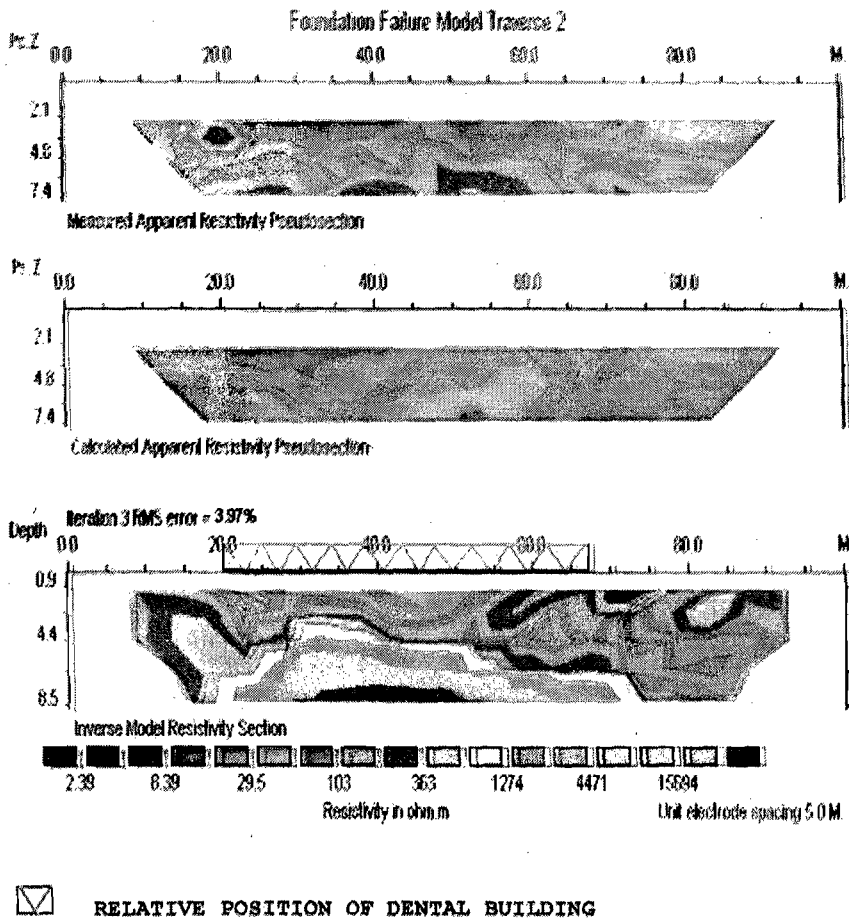 Foundation Failure Model Traverse 2
Ps.Z
0.0 20.0 40.0 60.0 80.0 M.
2.1
4.8
7.4
Measured Apparent Resistivity Pseudosection
Ps.Z
0.0 20.0 40.0 60.0 80.0 M.
2.1
4.8
7.4
Calculated Apparent Resistivity Pseudosection
Depth Iteration 3 RMS error = 3.97%
0.0 20.0 40.0 60.0 80.0 M.
0.9
4.4
8.5
Inverse Model Resistivity Section
2.39 8.39 29.5 103 363 1274 4471 15694
Resistivity in ohm.m Unit electrode spacing 5.0 M.
RELATIVE POSITION OF DENTAL BUILDING